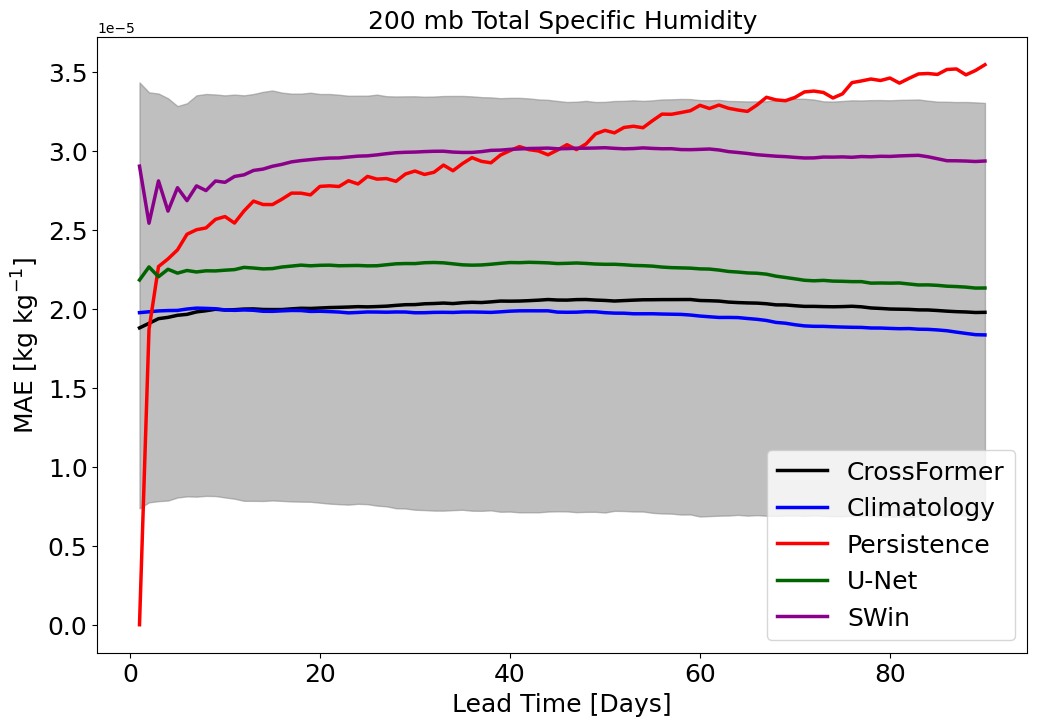 200 mb Total Specific Humidity
1e−5
3.5
3.0
2.5
2.0
1.5
1.0
0.5
0.0
MAE [kg kg⁻¹]
0 20 40 60 80
Lead Time [Days]
CrossFormer
Climatology
Persistence
U-Net
SWin